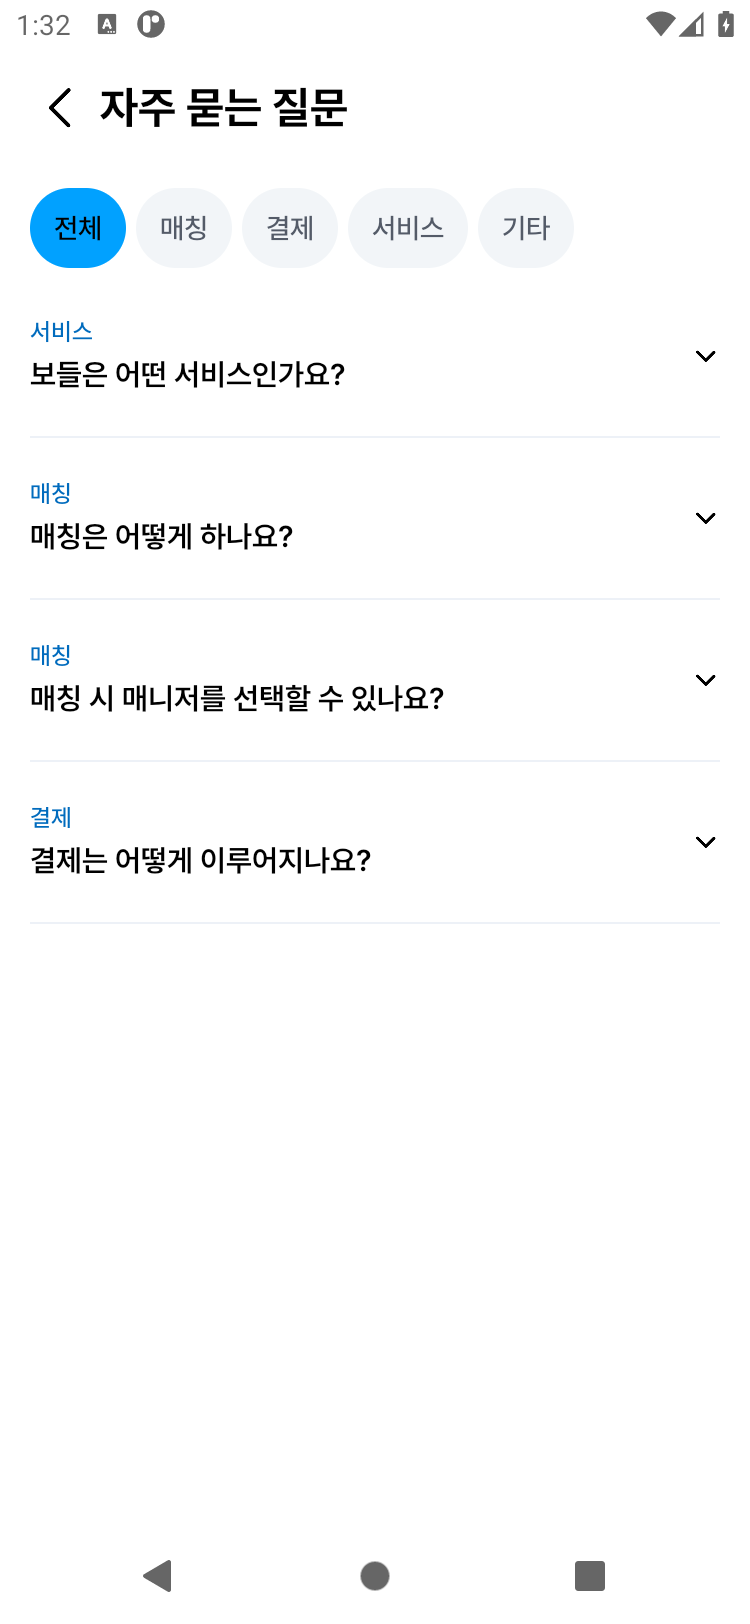 1:32
자주 묻는 질문
전체 매칭 결제 서비스 기타
서비스
보들은 어떤 서비스인가요?
매칭
매칭은 어떻게 하나요?
매칭
매칭 시 매니저를 선택할 수 있나요?
결제
결제는 어떻게 이루어지나요?